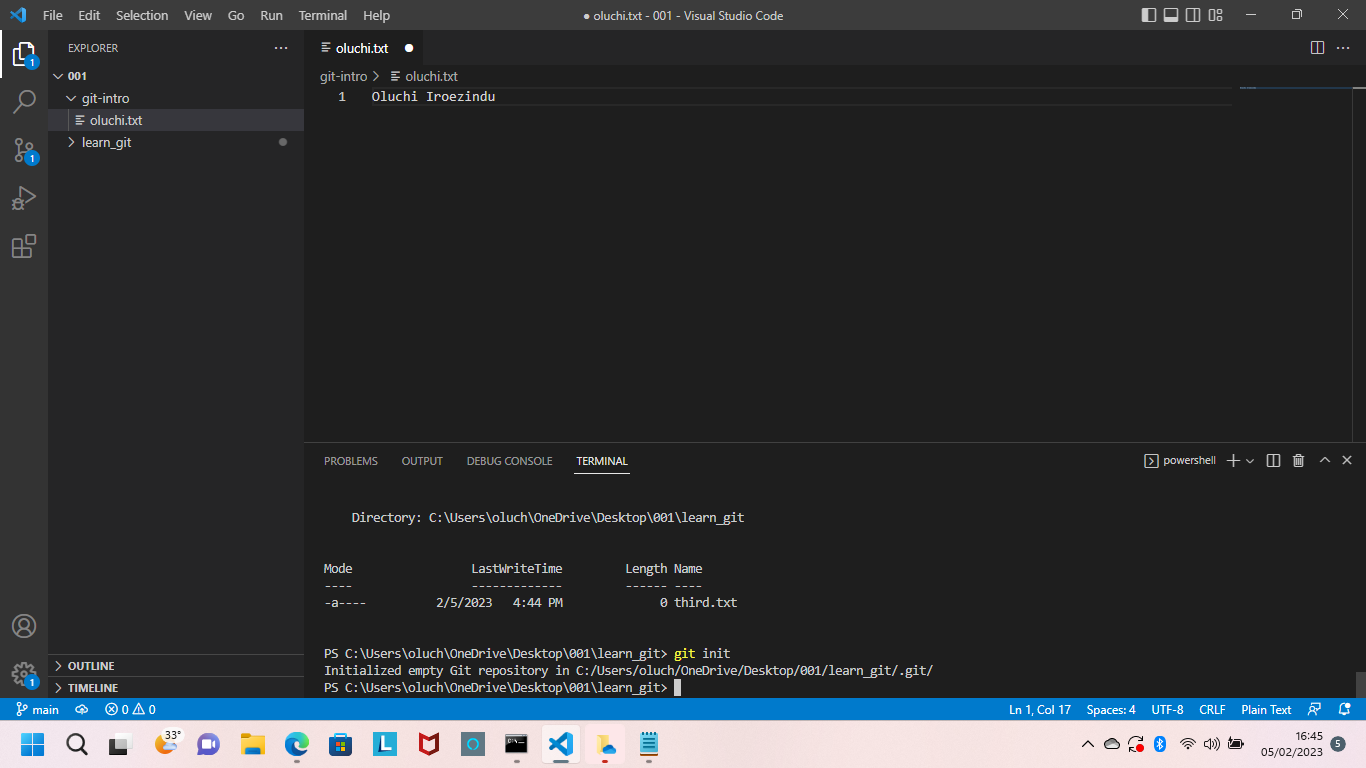 File Edit Selection View Go Run Terminal Help ● oluchi.txt - 001 - Visual Studio Code
EXPLORER ···
oluchi.txt ●
1
001
git-intro > oluchi.txt
git-intro
1 Oluchi Iroezindu
oluchi.txt
learn_git
1
PROBLEMS OUTPUT DEBUG CONSOLE TERMINAL powershell
Directory: C:\Users\oluch\OneDrive\Desktop\001\learn_git
Mode LastWriteTime Length Name
---- ------------- ------ ----
-a---- 2/5/2023 4:44 PM 0 third.txt
PS C:\Users\oluch\OneDrive\Desktop\001\learn_git> git init
Initialized empty Git repository in C:/Users/oluch/OneDrive/Desktop/001/learn_git/.git/
PS C:\Users\oluch\OneDrive\Desktop\001\learn_git>
OUTLINE
1
TIMELINE
main 0 0 Ln 1, Col 17 Spaces: 4 UTF-8 CRLF Plain Text
33°
L
16:45
05/02/2023
5